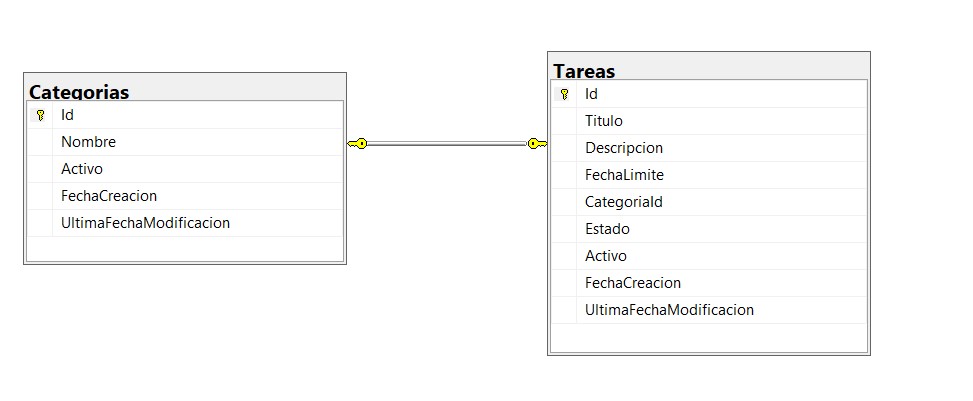 Categorias
Id
Nombre
Activo
FechaCreacion
UltimaFechaModificacion
Tareas
Id
Titulo
Descripcion
FechaLimite
CategoriaId
Estado
Activo
FechaCreacion
UltimaFechaModificacion